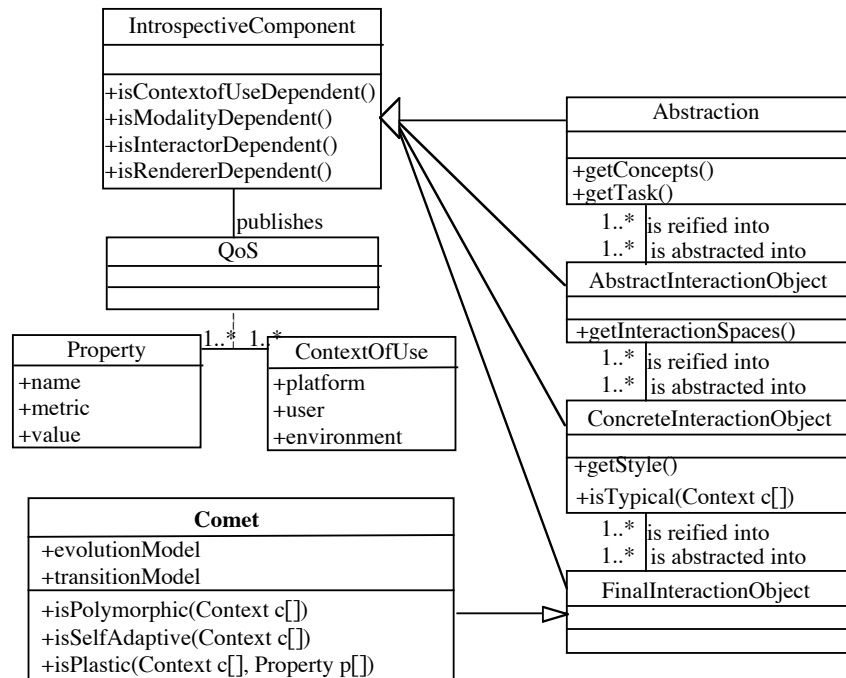 IntrospectiveComponent
+isContextofUseDependent()
+isModalityDependent()
+isInteractorDependent()
+isRendererDependent()
publishes
QoS
1..* 1..*
Property
+name
+metric
+value
ContextOfUse
+platform
+user
+environment
Comet
+evolutionModel
+transitionModel
+isPolymorphic(Context c[])
+isSelfAdaptive(Context c[])
+isPlastic(Context c[], Property p[])
Abstraction
+getConcepts()
+getTask()
1..* is reified into
1..* is abstracted into
AbstractInteractionObject
+getInteractionSpaces()
1..* is reified into
1..* is abstracted into
ConcreteInteractionObject
+getStyle()
+isTypical(Context c[])
1..* is reified into
1..* is abstracted into
FinalInteractionObject